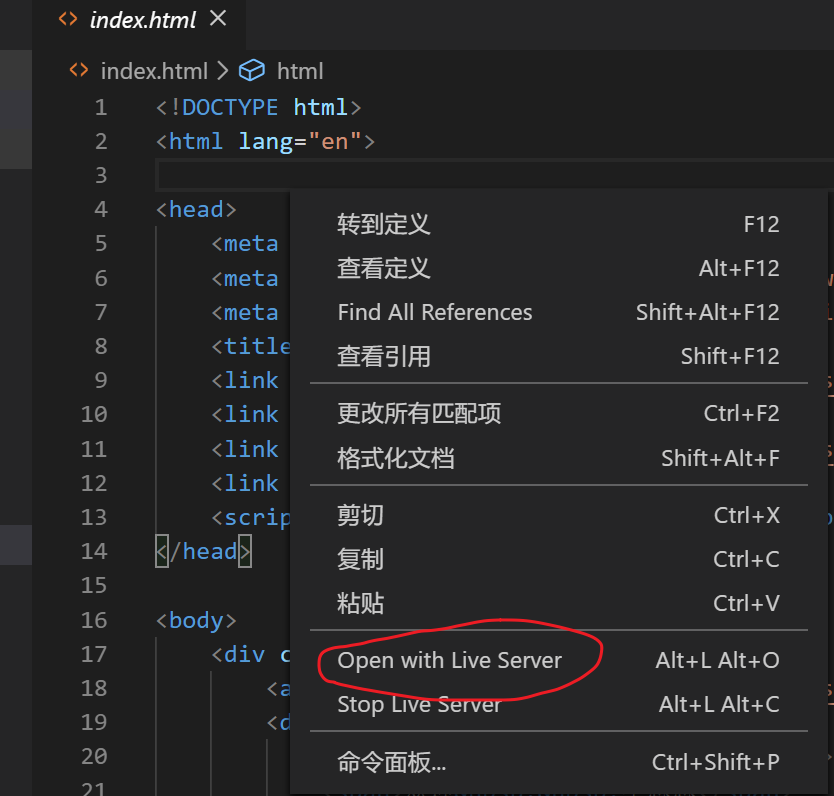 index.html
index.html > html
1 <!DOCTYPE html>
2 <html lang="en">
3
4 <head>
5 <meta
6 <meta
7 <meta
8 <title
9 <link
10 <link
11 <link
12 <link
13 <scrip
14 </head>
15
16 <body>
17 <div c
18 <a
19 <d
20
21
转到定义 F12
查看定义 Alt+F12
Find All References Shift+Alt+F12
查看引用 Shift+F12
更改所有匹配项 Ctrl+F2
格式化文档 Shift+Alt+F
剪切 Ctrl+X
复制 Ctrl+C
粘贴 Ctrl+V
Open with Live Server Alt+L Alt+O
Stop Live Server Alt+L Alt+C
命令面板... Ctrl+Shift+P